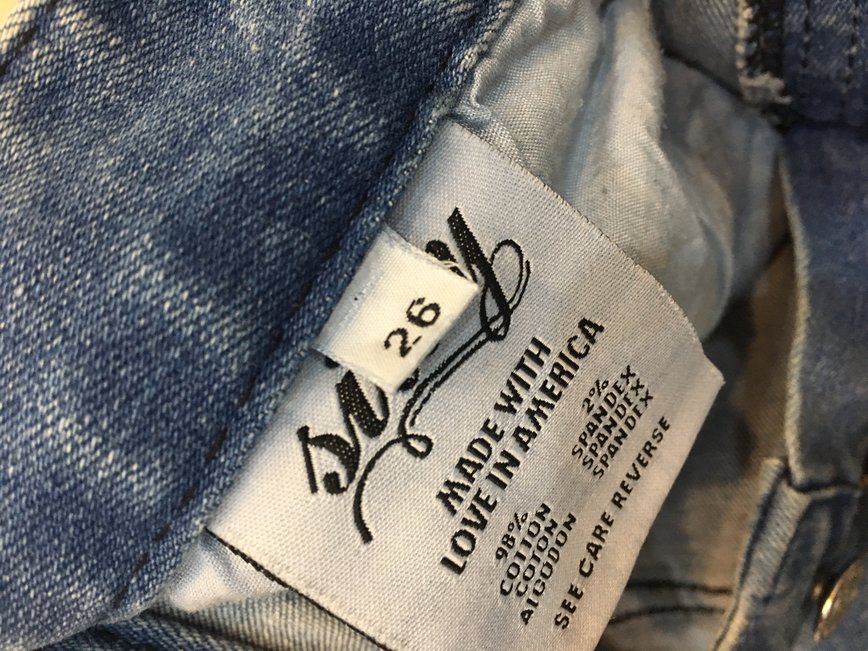 26
MADE WITH
LOVE IN AMERICA
98%
COTTON
COTON
AlGODON
2%
SPANDEX
SPANDEX
SPANDEX
SEE CARE REVERSE